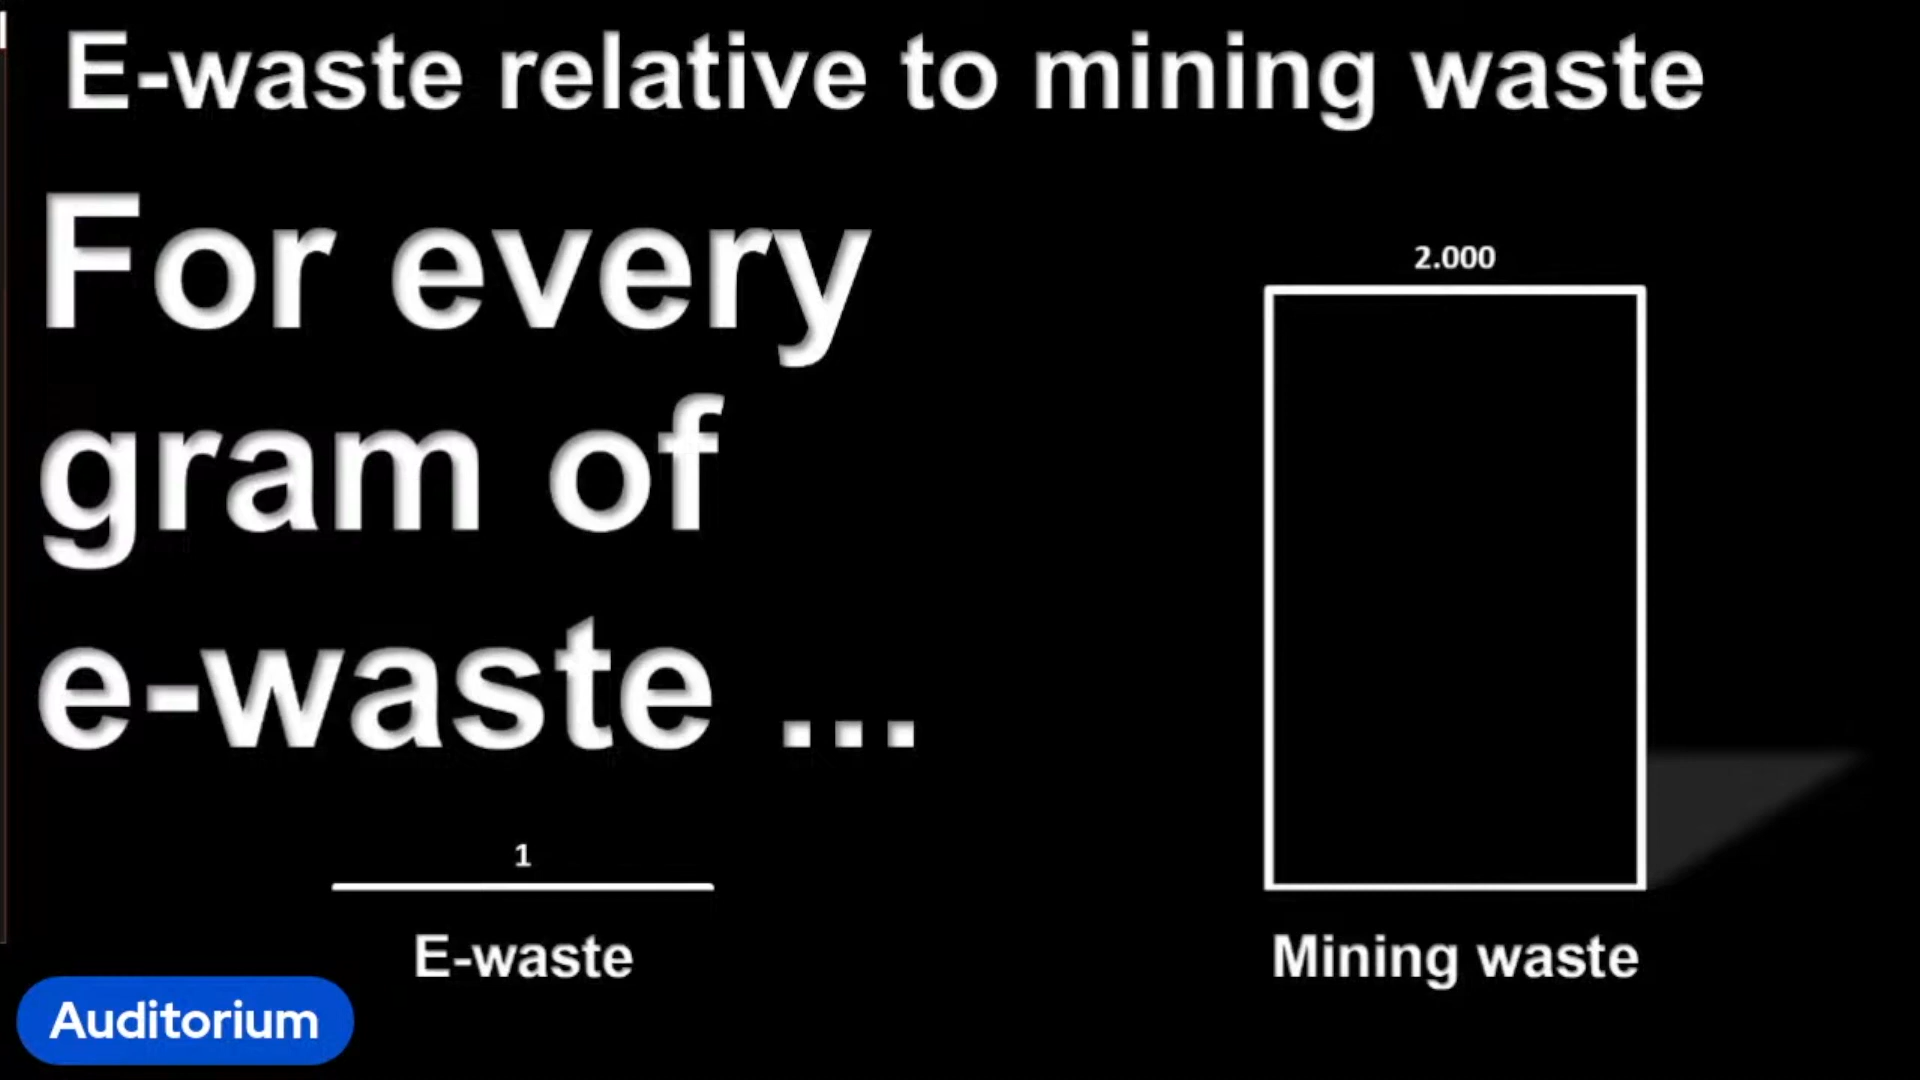 E-waste relative to mining waste
For every
gram of
e-waste ...
2.000
1
E-waste
Mining waste
Auditorium